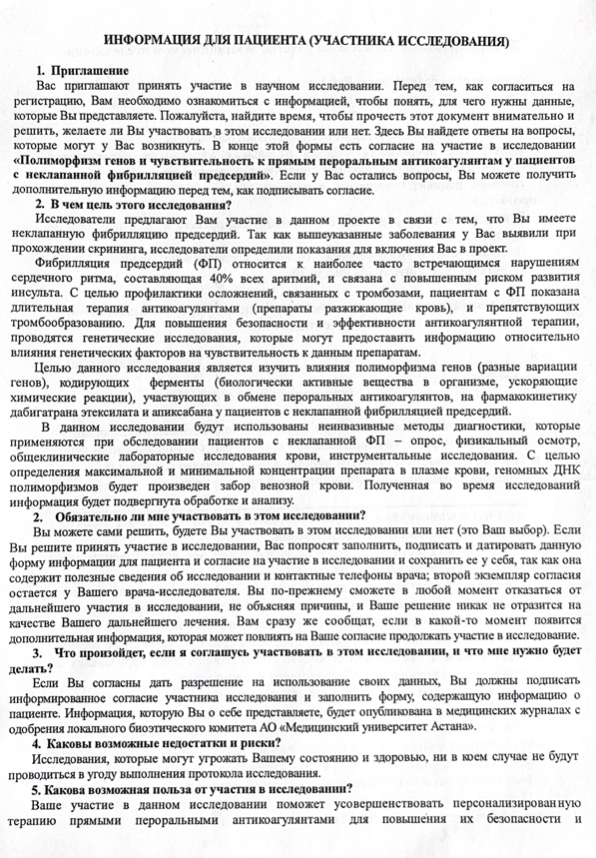 ИНФОРМАЦИЯ ДЛЯ ПАЦИЕНТА (УЧАСТНИКА ИССЛЕДОВАНИЯ)
1. Приглашение
Вас приглашают принять участие в научном исследовании. Перед тем, как согласиться на
регистрацию, Вам необходимо ознакомиться с информацией, чтобы понять, для чего нужны данные,
которые Вы представляете. Пожалуйста, найдите время, чтобы прочесть этот документ внимательно и
решить, желаете ли Вы участвовать в этом исследовании или нет. Здесь Вы найдете ответы на вопросы,
которые могут у Вас возникнуть. В конце этой формы есть согласие на участие в исследовании
«Полиморфизм генов и чувствительность к прямым пероральным антикоагулянтам у пациентов
с неклапанной фибрилляцией предсердий». Если у Вас остались вопросы, Вы можете получить
дополнительную информацию перед тем, как подписывать согласие.
2. В чем цель этого исследования?
Исследователи предлагают Вам участие в данном проекте в связи с тем, что Вы имеете
неклапанную фибрилляцию предсердий. Так как вышеуказанные заболевания у Вас выявили при
прохождении скрининга, исследователи определили показания для включения Вас в проект.
Фибрилляция предсердий (ФП) относится к наиболее часто встречающимся нарушениям
сердечного ритма, составляющая 40% всех аритмий, и связана с повышенным риском развития
инсульта. С целью профилактики осложнений, связанных с тромбозами, пациентам с ФП показана
длительная терапия антикоагулянтами (препараты разжижающие кровь), и препятствующих
тромбообразованию. Для повышения безопасности и эффективности антикоагулянтной терапии,
проводятся генетические исследования, которые могут предоставить информацию относительно
влияния генетических факторов на чувствительность к данным препаратам.
Целью данного исследования является изучить влияния полиморфизма генов (разные вариации
генов), кодирующих ферменты (биологически активные вещества в организме, ускоряющие
химические реакции), участвующих в обмене пероральных антикоагулянтов, на фармакокинетику
дабигатрана этексилата и апиксабана у пациентов с неклапанной фибрилляцией предсердий.
В данном исследовании будут использованы неинвазивные методы диагностики, которые
применяются при обследовании пациентов с неклапанной ФП – опрос, физикальный осмотр,
общеклинические лабораторные исследования крови, инструментальные исследования. С целью
определения максимальной и минимальной концентрации препарата в плазме крови, геномных ДНК
полиморфизмов будет произведен забор венозной крови. Полученная во время исследований
информация будет подвергнута обработке и анализу.
2. Обязательно ли мне участвовать в этом исследовании?
Вы можете сами решить, будете Вы участвовать в этом исследовании или нет (это Ваш выбор). Если
Вы решите принять участие в исследовании, Вас попросят заполнить, подписать и датировать данную
форму информации для пациента и согласие на участие в исследовании и сохранить ее у себя, так как она
содержит полезные сведения об исследовании и контактные телефоны врача; второй экземпляр согласия
остается у Вашего врача-исследователя. Вы по-прежнему сможете в любой момент отказаться от
дальнейшего участия в исследовании, не объясняя причины, и Ваше решение никак не отразится на
качестве Вашего дальнейшего лечения. Вам сразу же сообщат, если в какой-то момент появится
дополнительная информация, которая может повлиять на Ваше согласие продолжать участие в исследование.
3. Что произойдет, если я соглашусь участвовать в этом исследовании, и что мне нужно будет
делать?
Если Вы согласны дать разрешение на использование своих данных, Вы должны подписать
информированное согласие участника исследования и заполнить форму, содержащую информацию о
пациенте. Информация, которую Вы о себе представляете, будет опубликована в медицинских журналах с
одобрения локального биоэтического комитета АО «Медицинский университет Астана».
4. Каковы возможные недостатки и риски?
Исследования, которые могут угрожать Вашему состоянию и здоровью, ни в коем случае не будут
проводиться в угоду выполнения протокола исследования.
5. Какова возможная польза от участия в исследовании?
Ваше участие в данном исследовании поможет усовершенствовать персонализированную
терапию прямыми пероральными антикоагулянтами для повышения их безопасности и